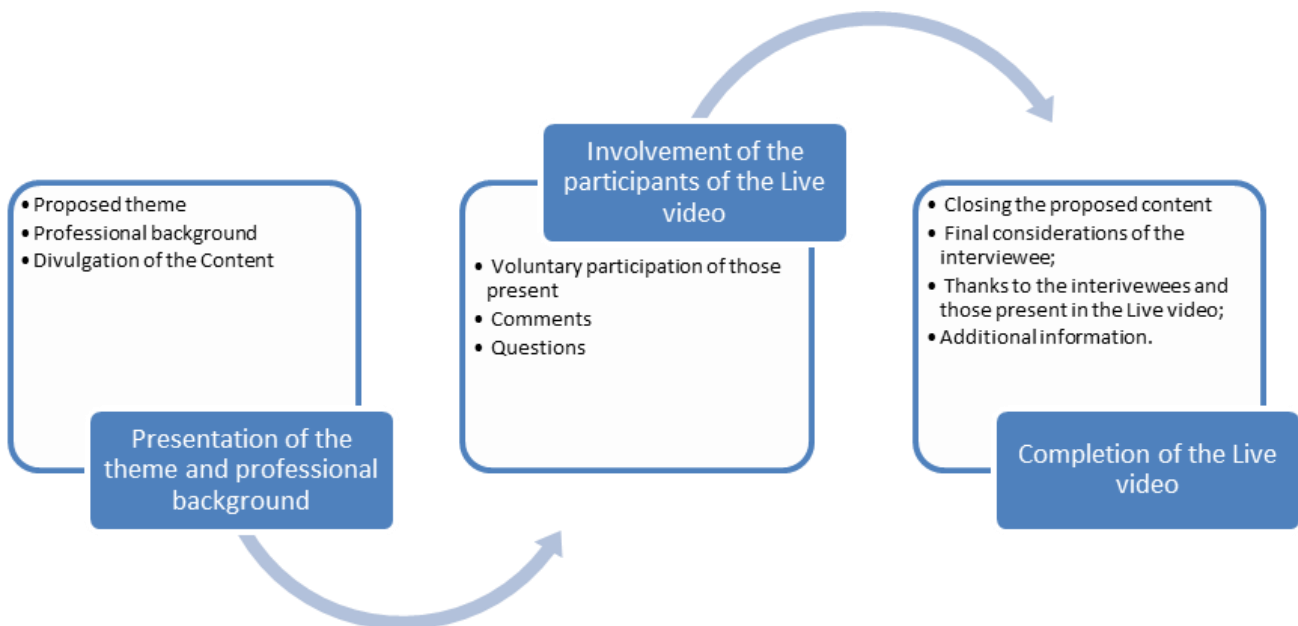 • Proposed theme
• Professional background
• Divulgation of the Content
Presentation of the
theme and professional
background
Involvement of the
participants of the Live
video
• Voluntary participation of those
present
• Comments
• Questions
• Closing the proposed content
• Final considerations of the
interviewee;
• Thanks to the interivewees and
those present in the Live video;
• Additional information.
Completion of the Live
video